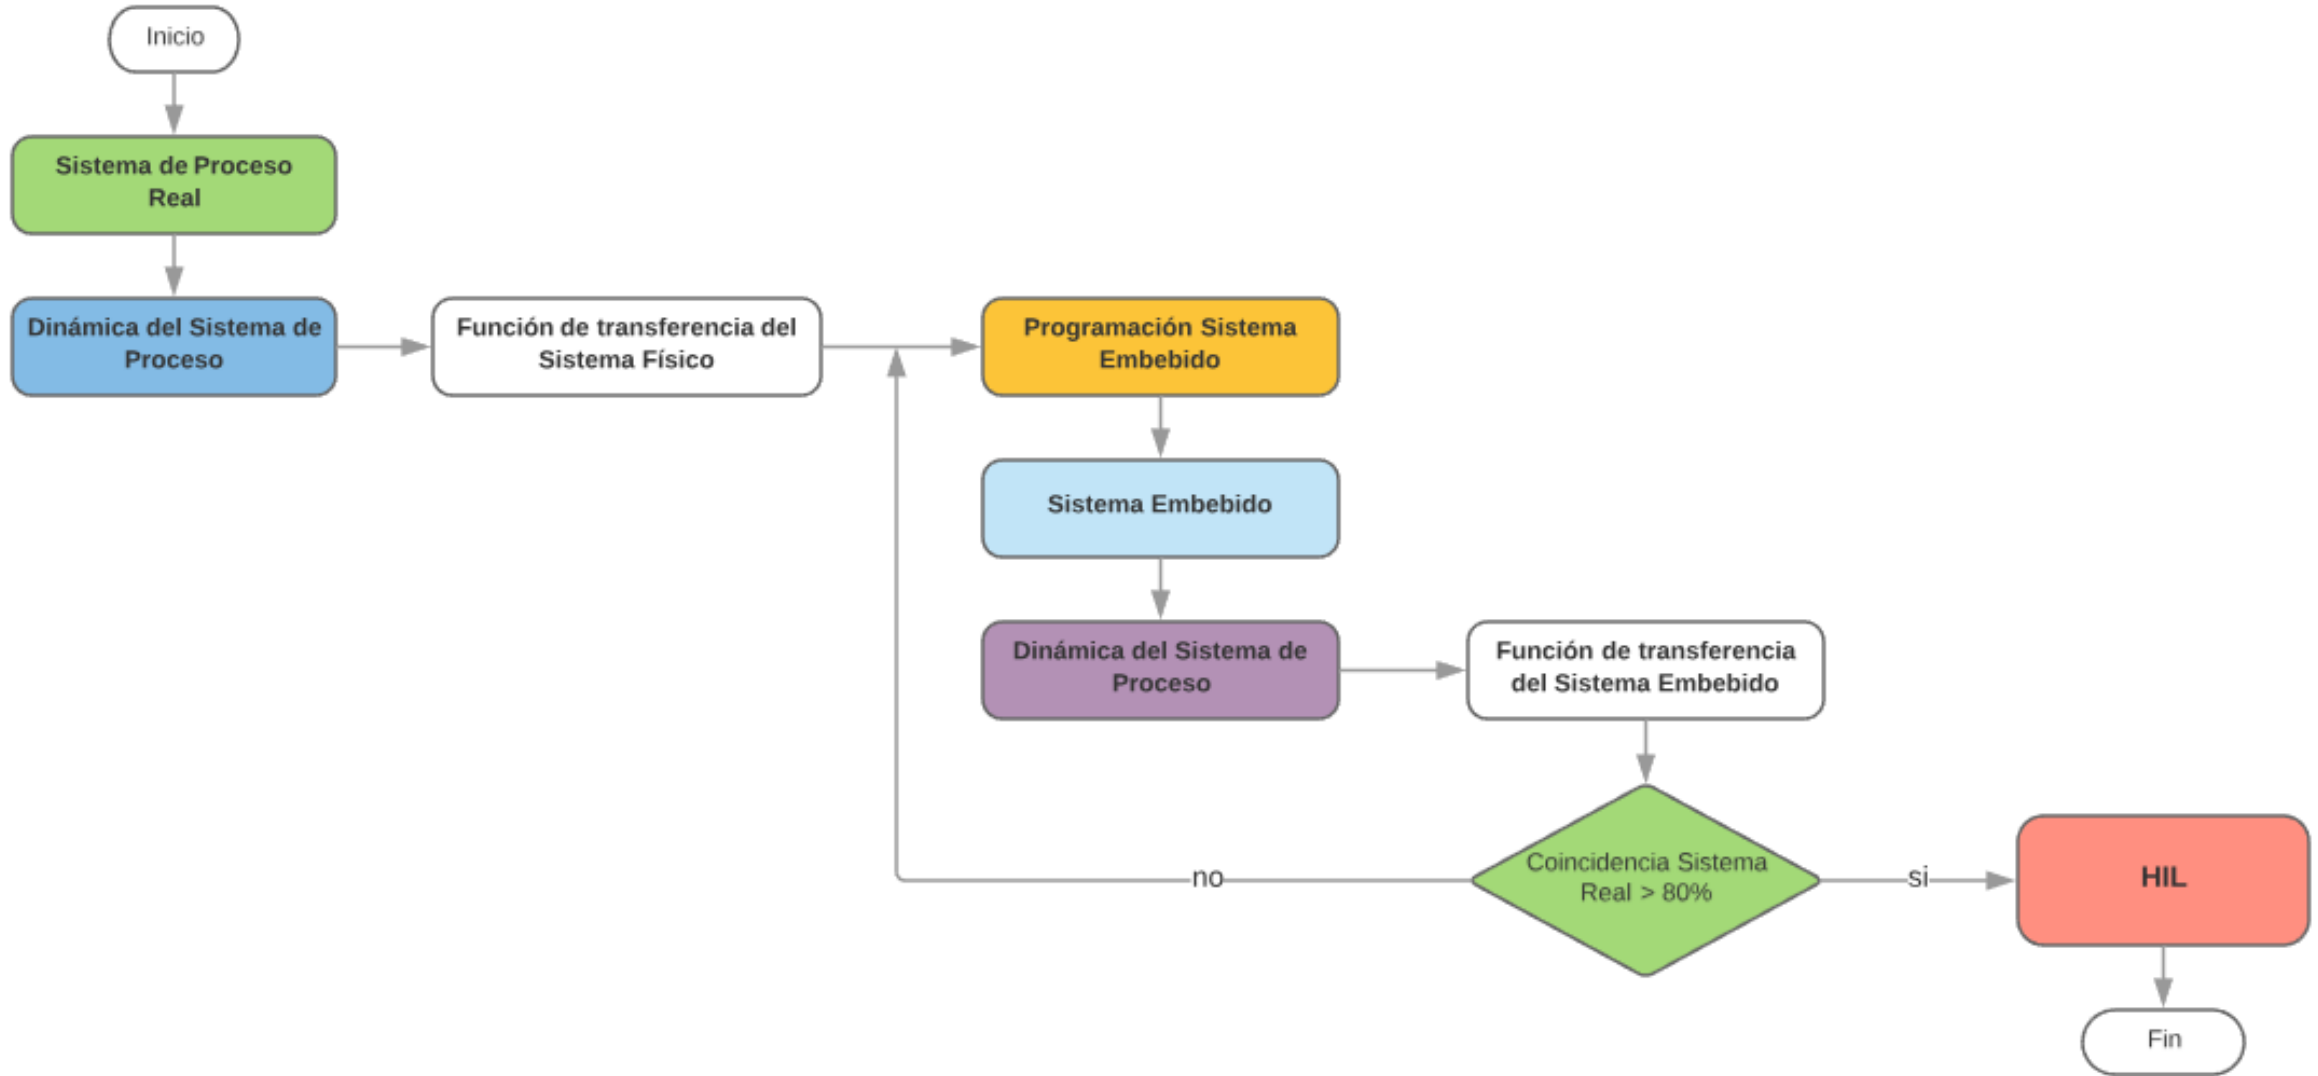 Inicio
Sistema de Proceso
Real
Dinámica del Sistema de
Proceso
Función de transferencia del
Sistema Físico
Programación Sistema
Embebido
Sistema Embebido
Dinámica del Sistema de
Proceso
Función de transferencia
del Sistema Embebido
Coincidencia Sistema
Real > 80%
no
si
HIL
Fin